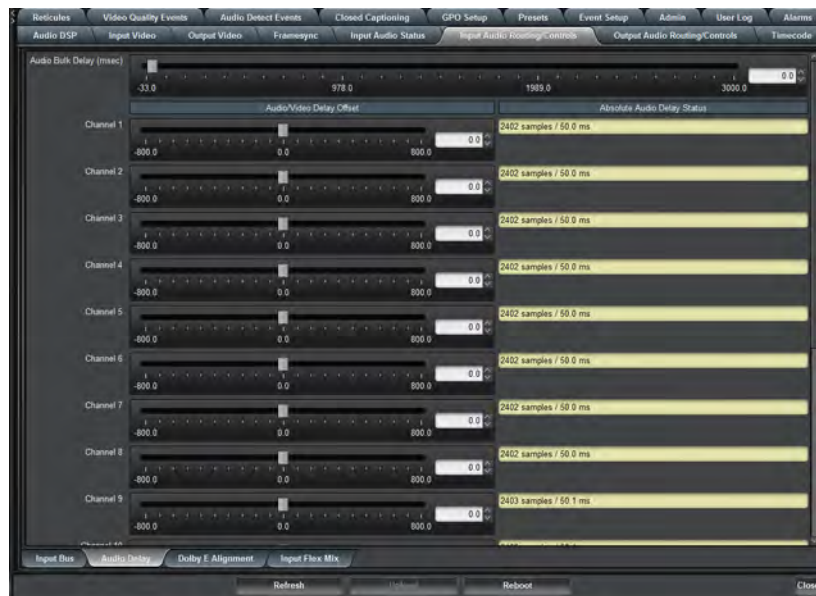 Reticules Video Quality Events Audio Detect Events Closed Captioning GPO Setup Presets Event Setup Admin User Log Alarms
Audio DSP Input Video Output Video Framesync Input Audio Status Input Audio Routing/Controls Output Audio Routing/Controls Timecode
Audio Bulk Delay (msec) 0.0
-33.0 978.0 1989.0 3000.0
Audio/Video Delay Offset Absolute Audio Delay Status
Channel 1 0.0 2402 samples / 50.0 ms
-800.0 0.0 800.0
Channel 2 0.0 2402 samples / 50.0 ms
-800.0 0.0 800.0
Channel 3 0.0 2402 samples / 50.0 ms
-800.0 0.0 800.0
Channel 4 0.0 2402 samples / 50.0 ms
-800.0 0.0 800.0
Channel 5 0.0 2402 samples / 50.0 ms
-800.0 0.0 800.0
Channel 6 0.0 2402 samples / 50.0 ms
-800.0 0.0 800.0
Channel 7 0.0 2402 samples / 50.0 ms
-800.0 0.0 800.0
Channel 8 0.0 2402 samples / 50.0 ms
-800.0 0.0 800.0
Channel 9 0.0 2403 samples / 50.1 ms
-800.0 0.0 800.0
Channel 10
Input Bus Audio Delay Dolby E Alignment Input Flex Mix
Refresh Upload Reboot Close